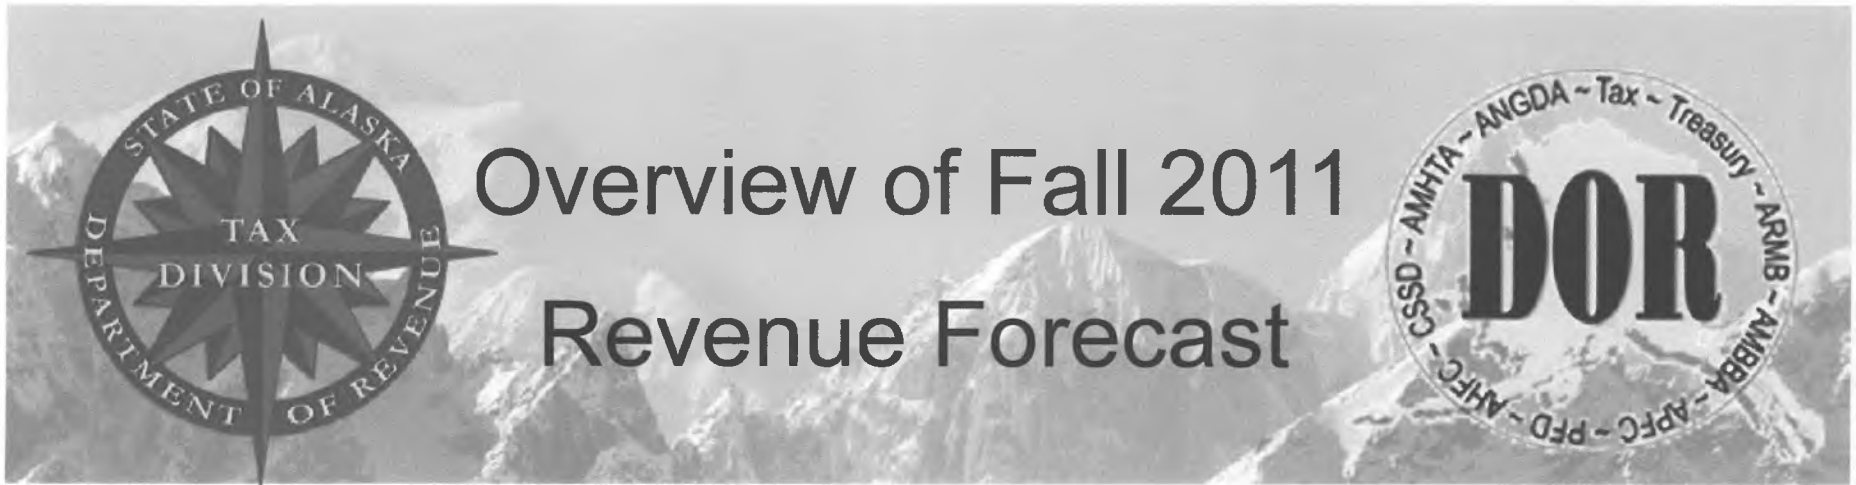 STATE OF ALASKA
TAX
DIVISION
DEPARTMENT OF REVENUE
Overview of Fall 2011
Revenue Forecast
ANGDA ~ Tax ~ Treasury ~ ARMB ~ AMBBA ~ APFC ~ PFD ~ AHFC ~ CSSD ~ AMHTA ~
DOR